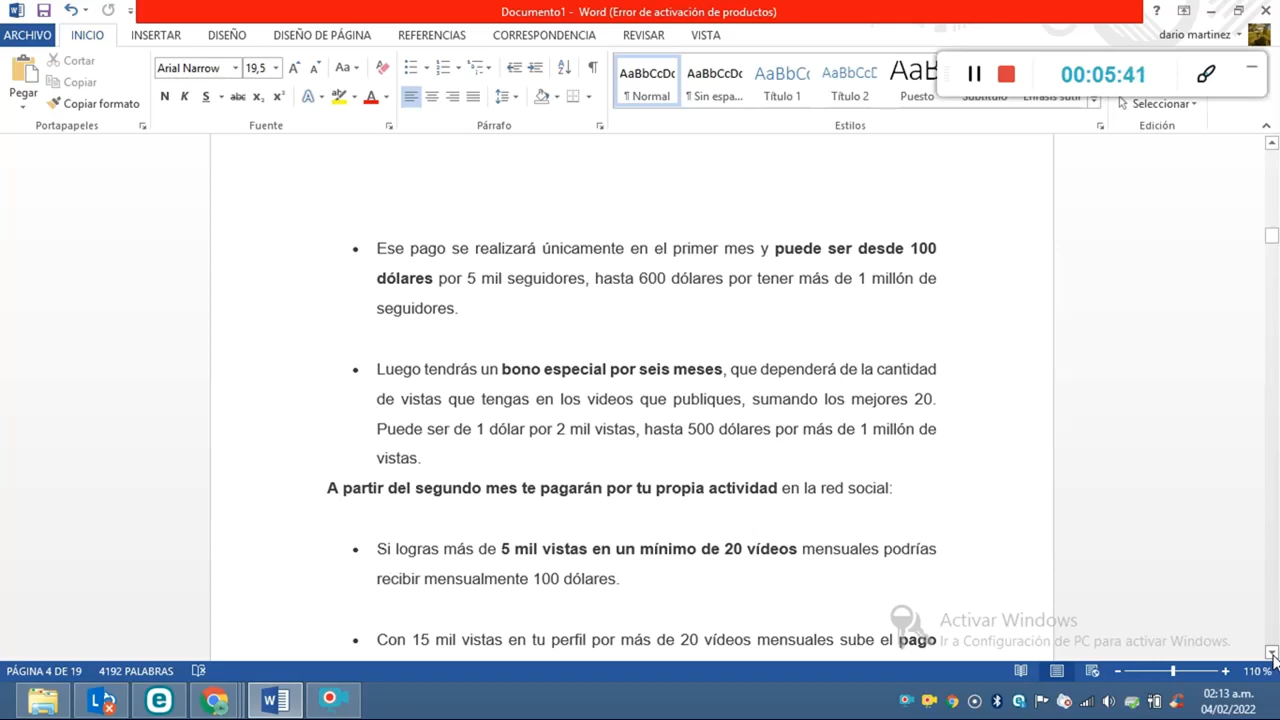 Documento1 - Word (Error de activación de productos)
?
ARCHIVO INICIO INSERTAR DISEÑO DISEÑO DE PÁGINA REFERENCIAS CORRESPONDENCIA REVISAR VISTA dario martinez
Pegar
Cortar
Copiar
Copiar formato
Portapapeles
Arial Narrow 19,5 Aa
N K S abc x₂ x² A A
Fuente
Párrafo
AaBbCcDc AaBbCcDc AaBbCc AaBbCcC AaB
¶ Normal ¶ Sin espa... Título 1 Título 2 Puesto
Estilos
00:05:41
Seleccionar
Edición
• Ese pago se realizará únicamente en el primer mes y puede ser desde 100
dólares por 5 mil seguidores, hasta 600 dólares por tener más de 1 millón de
seguidores.
• Luego tendrás un bono especial por seis meses, que dependerá de la cantidad
de vistas que tengas en los videos que publiques, sumando los mejores 20.
Puede ser de 1 dólar por 2 mil vistas, hasta 500 dólares por más de 1 millón de
vistas.
A partir del segundo mes te pagarán por tu propia actividad en la red social:
• Si logras más de 5 mil vistas en un mínimo de 20 vídeos mensuales podrías
recibir mensualmente 100 dólares.
• Con 15 mil vistas en tu perfil por más de 20 vídeos mensuales sube el pago
Activar Windows
Ir a Configuración de PC para activar Windows.
PÁGINA 4 DE 19 4192 PALABRAS 110 %
02:13 a.m.
04/02/2022